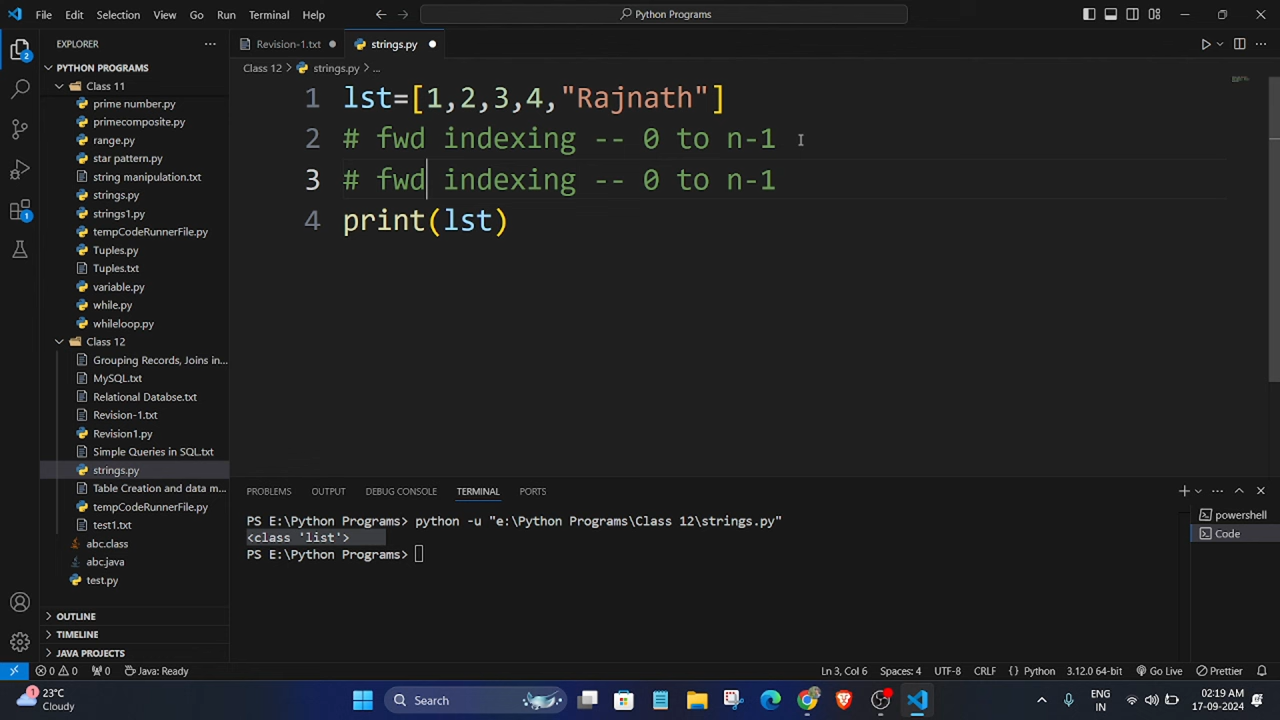 File Edit Selection View Go Run Terminal Help
Python Programs
EXPLORER
Revision-1.txt
strings.py
PYTHON PROGRAMS
Class 12 > strings.py > ...
Class 11
prime number.py
primecomposite.py
range.py
star pattern.py
string manipulation.txt
strings.py
strings1.py
tempCodeRunnerFile.py
Tuples.py
Tuples.txt
variable.py
while.py
whileloop.py
Class 12
Grouping Records, Joins in...
MySQL.txt
Relational Databse.txt
Revision-1.txt
Revision1.py
Simple Queries in SQL.txt
strings.py
Table Creation and data m...
tempCodeRunnerFile.py
test1.txt
abc.class
abc.java
test.py
OUTLINE
TIMELINE
JAVA PROJECTS
1 lst=[1,2,3,4,"Rajnath"]
2 # fwd indexing -- 0 to n-1
3 # fwd indexing -- 0 to n-1
4 print(lst)
PROBLEMS OUTPUT DEBUG CONSOLE TERMINAL PORTS
PS E:\Python Programs> python -u "e:\Python Programs\Class 12\strings.py"
<class 'list'>
PS E:\Python Programs>
powershell
Code
2
1
0 0 0 Java: Ready
Ln 3, Col 6 Spaces: 4 UTF-8 CRLF {} Python 3.12.0 64-bit Go Live Prettier
1
23°C
Cloudy
Search
ENG
IN
02:19 AM
17-09-2024